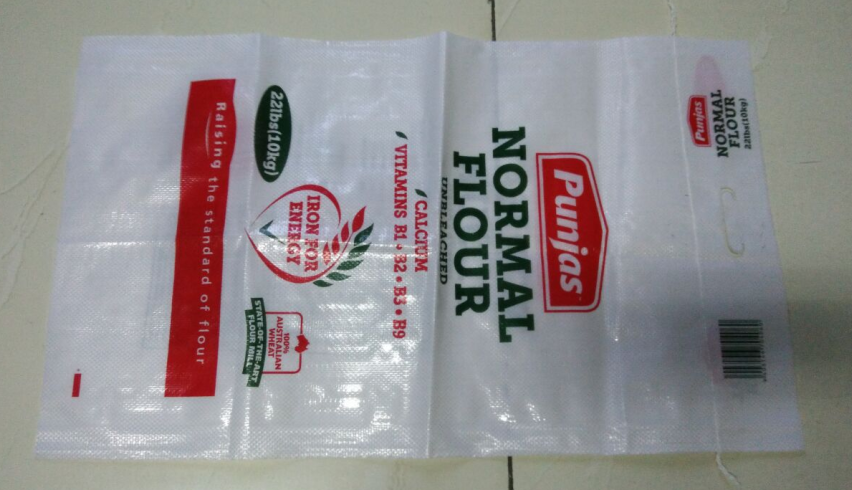 Punjas
NORMAL
FLOUR
22lbs(10kg)
Punjas
NORMAL
FLOUR
UNBLEACHED
CALCIUM
VITAMINS B1 • B2 • B3 • B9
IRON FOR
ENERGY
100%
AUSTRALIAN
WHEAT
STATE-OF-THE-ART
FLOUR MILL
22lbs(10kg)
Raising the standard of flour